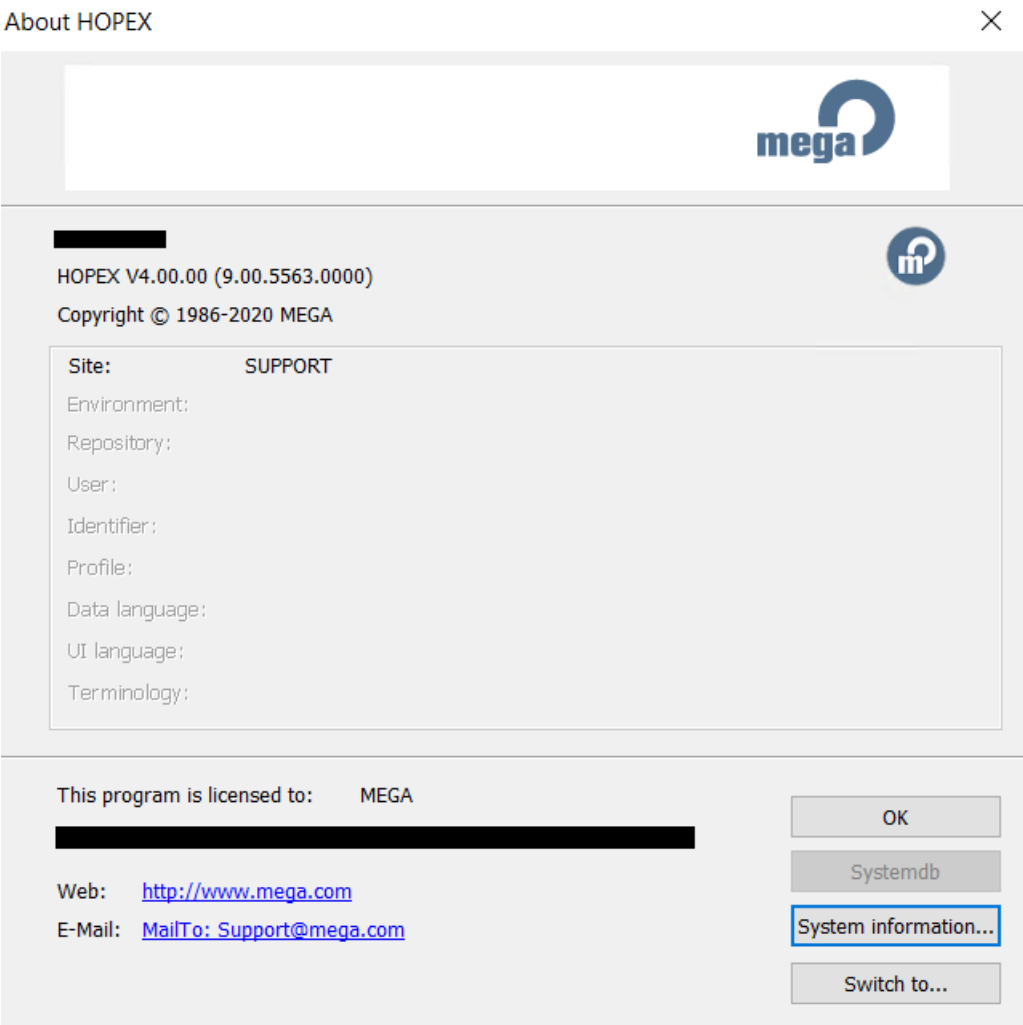 About HOPEX
mega
HOPEX V4.00.00 (9.00.5563.0000)
m
Copyright © 1986-2020 MEGA
Site: SUPPORT
Environment:
Repository:
User:
Identifier:
Profile:
Data language:
UI language:
Terminology:
This program is licensed to: MEGA
OK
Systemdb
Web: http://www.mega.com
E-Mail: MailTo: Support@mega.com
System information...
Switch to...